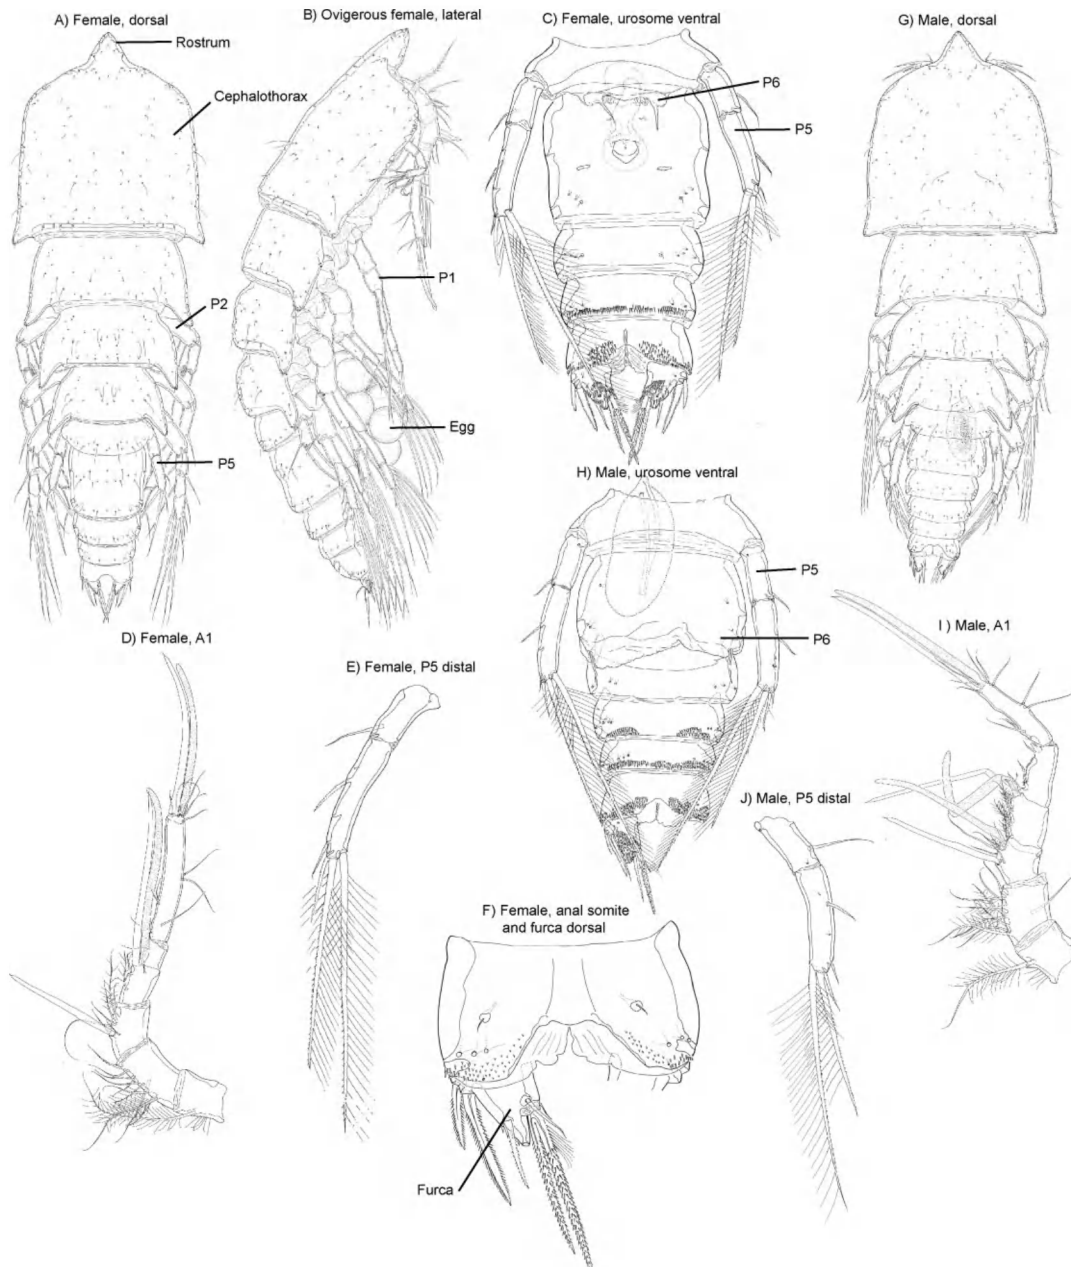 A) Female, dorsal
Rostrum
Cephalothorax
P2
P5
B) Ovigerous female, lateral
P1
Egg
C) Female, urosome ventral
P6
P5
G) Male, dorsal
H) Male, urosome ventral
P5
P6
D) Female, A1
E) Female, P5 distal
F) Female, anal somite
and furca dorsal
Furca
I ) Male, A1
J) Male, P5 distal